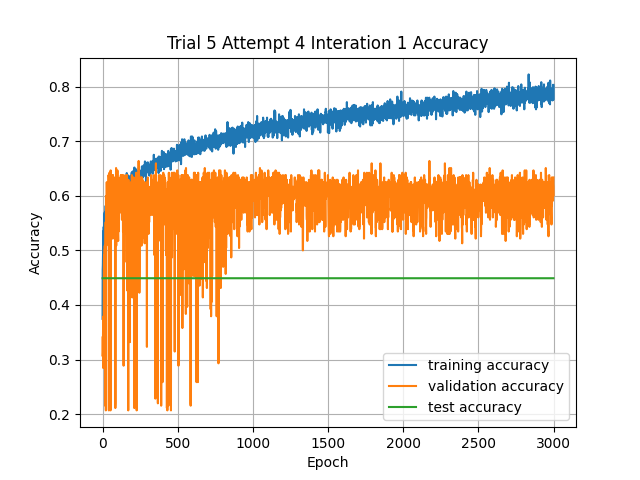 Trial 5 Attempt 4 Interation 1 Accuracy
Accuracy
0.8
0.7
0.6
0.5
0.4
0.3
0.2
training accuracy
validation accuracy
test accuracy
0 500 1000 1500 2000 2500 3000
Epoch